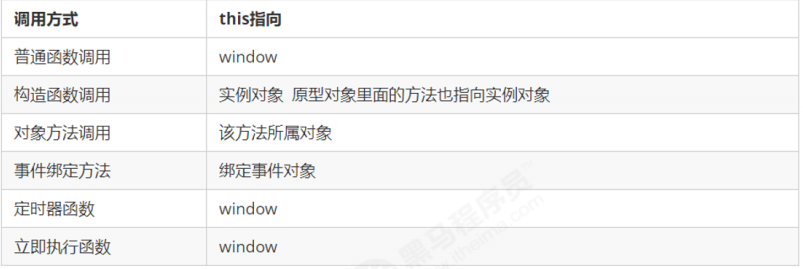 调用方式 this指向
普通函数调用 window
构造函数调用 实例对象 原型对象里面的方法也指向实例对象
对象方法调用 该方法所属对象
事件绑定方法 绑定事件对象
定时器函数 window
立即执行函数 window
黑马程序员
www.itheima.com